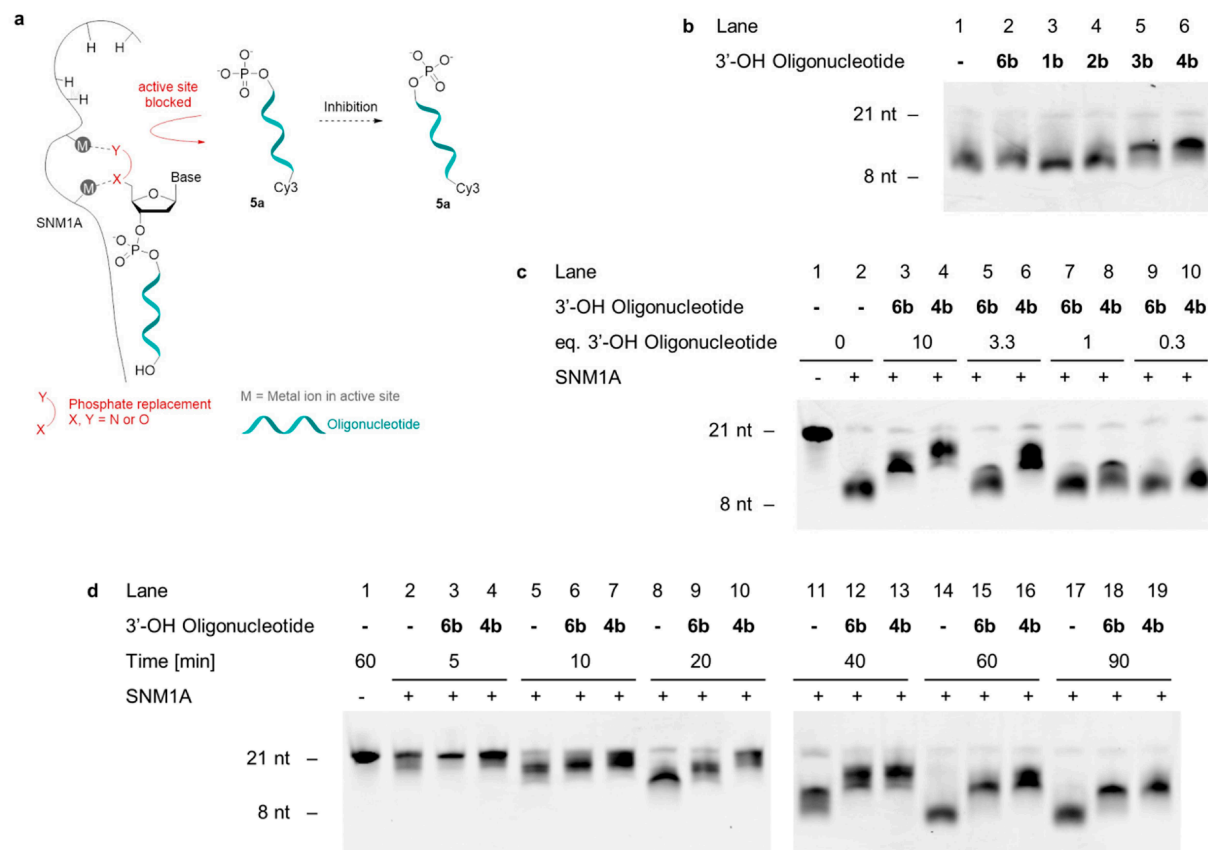 a
H H
H
H
active site
blocked
M Y
X
M
Base
O
SNM1A
O
⁻O P O
O
HO
O⁻
⁻O P O
O
Cy3
5a
Inhibition
O⁻
⁻O P O
O
Cy3
5a
Y
X
Phosphate replacement
X, Y = N or O
M = Metal ion in active site
Oligonucleotide
b Lane 1 2 3 4 5 6
3'-OH Oligonucleotide - 6b 1b 2b 3b 4b
21 nt –
8 nt –
c Lane 1 2 3 4 5 6 7 8 9 10
3'-OH Oligonucleotide - - 6b 4b 6b 4b 6b 4b 6b 4b
eq. 3'-OH Oligonucleotide 0 10 3.3 1 0.3
SNM1A - + + + + + + + + +
21 nt –
8 nt –
d Lane 1 2 3 4 5 6 7 8 9 10 11 12 13 14 15 16 17 18 19
3'-OH Oligonucleotide - - 6b 4b - 6b 4b - 6b 4b - 6b 4b - 6b 4b - 6b 4b
Time [min] 60 5 10 20 40 60 90
SNM1A - + + + + + + + + + + + + + + + + + +
21 nt –
8 nt –